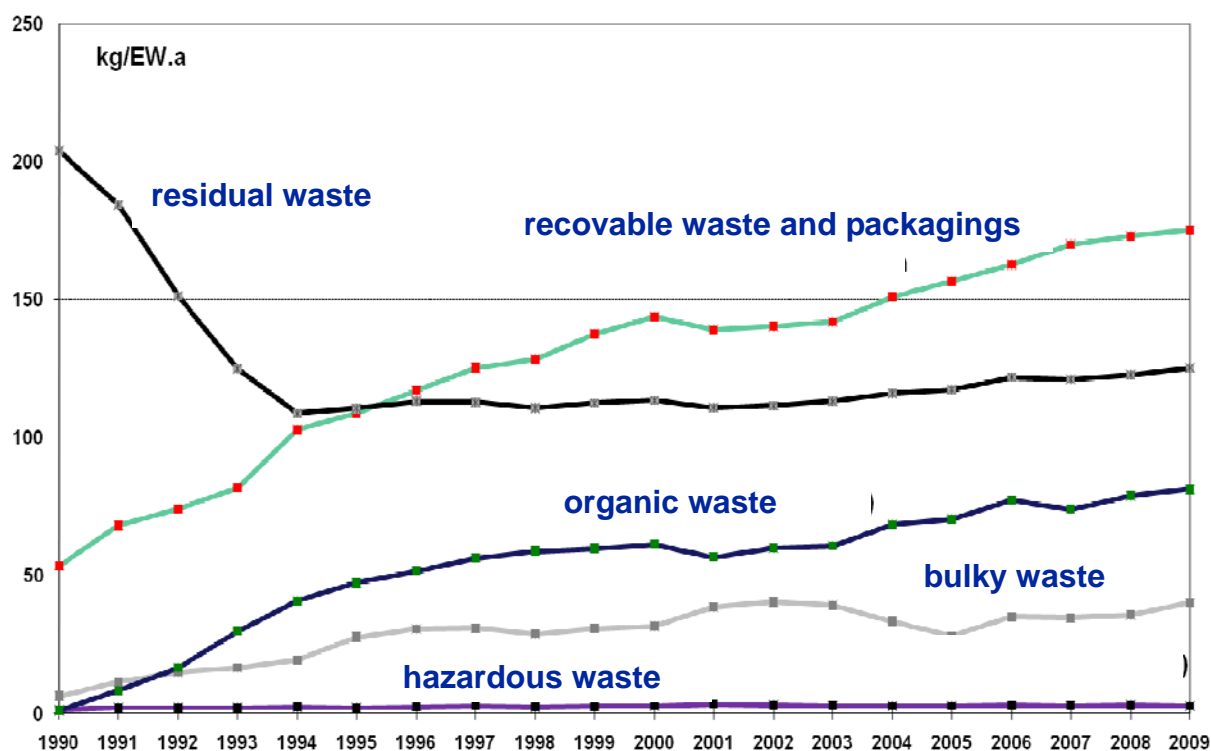 250
kg/EW.a
200
residual waste
recovable waste and packagings
150
100
organic waste
50
bulky waste
hazardous waste
0
1990 1991 1992 1993 1994 1995 1996 1997 1998 1999 2000 2001 2002 2003 2004 2005 2006 2007 2008 2009